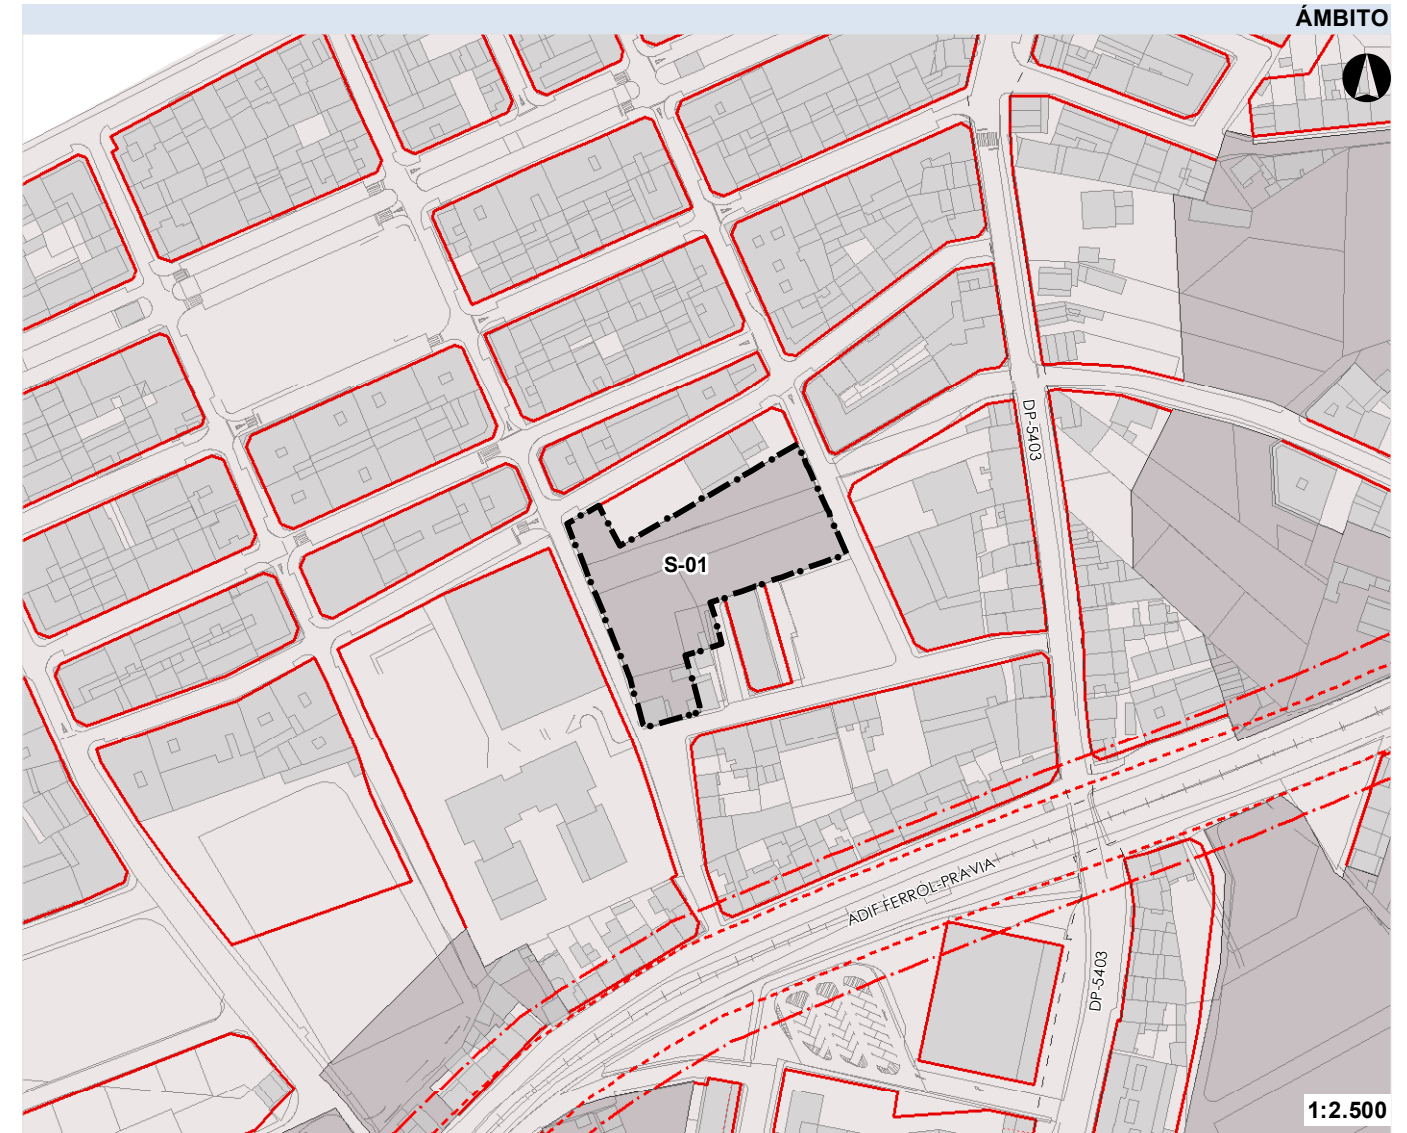 ÁMBITO
DP-5403
S-01
ADIF FERROL-PRAVIA
DP-5403
1:2.500